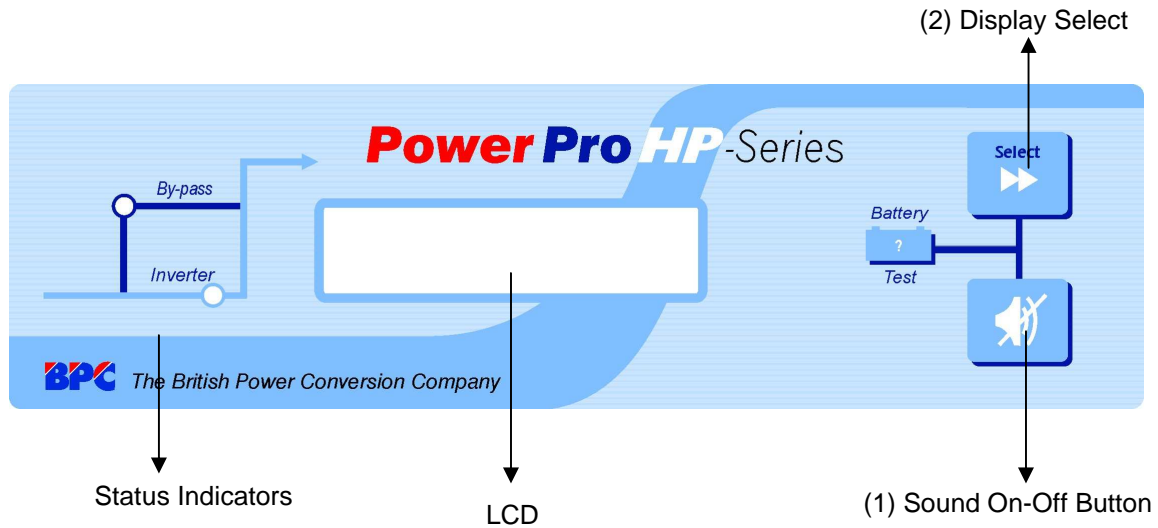 (2) Display Select
Power Pro HP-Series
Select
By-pass
Battery
?
Test
Inverter
BPC The British Power Conversion Company
Status Indicators
LCD
(1) Sound On-Off Button